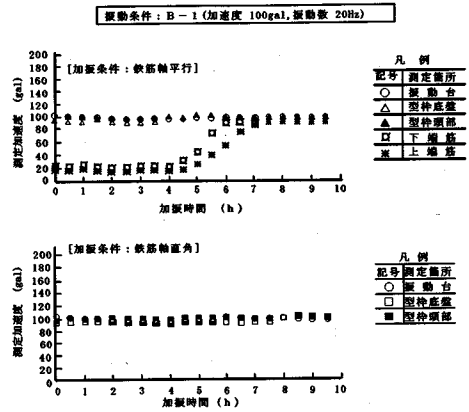 振動条件：B－1（加速度 100gal，振動数 20Hz）
[加振条件：鉄筋軸平行]
測定加速度 (gal)
200
180
160
140
120
100
80
60
40
20
0
0 1 2 3 4 5 6 7 8 9 10
加振時間 (h)
凡 例
記号 測定箇所
○ 振動台
△ 型枠底盤
▲ 型枠頭部
下端筋
上端筋
[加振条件：鉄筋軸直角]
測定加速度 (gal)
200
180
160
140
120
100
80
60
40
20
0
0 1 2 3 4 5 6 7 8 9 10
加振時間 (h)
凡 例
記号 測定箇所
○ 振動台
□ 型枠底盤
■ 型枠頭部